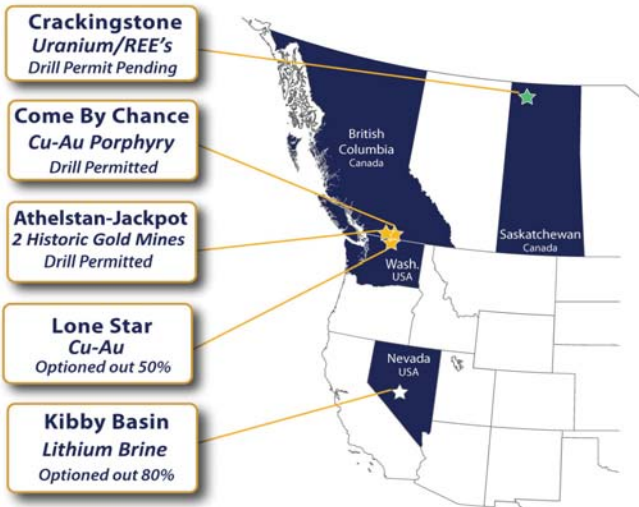 Crackingstone
Uranium/REE's
Drill Permit Pending
Come By Chance
Cu-Au Porphyry
Drill Permitted
Athelstan-Jackpot
2 Historic Gold Mines
Drill Permitted
Lone Star
Cu-Au
Optioned out 50%
Kibby Basin
Lithium Brine
Optioned out 80%
British
Columbia
Canada
Saskatchewan
Canada
Wash.
USA
Nevada
USA